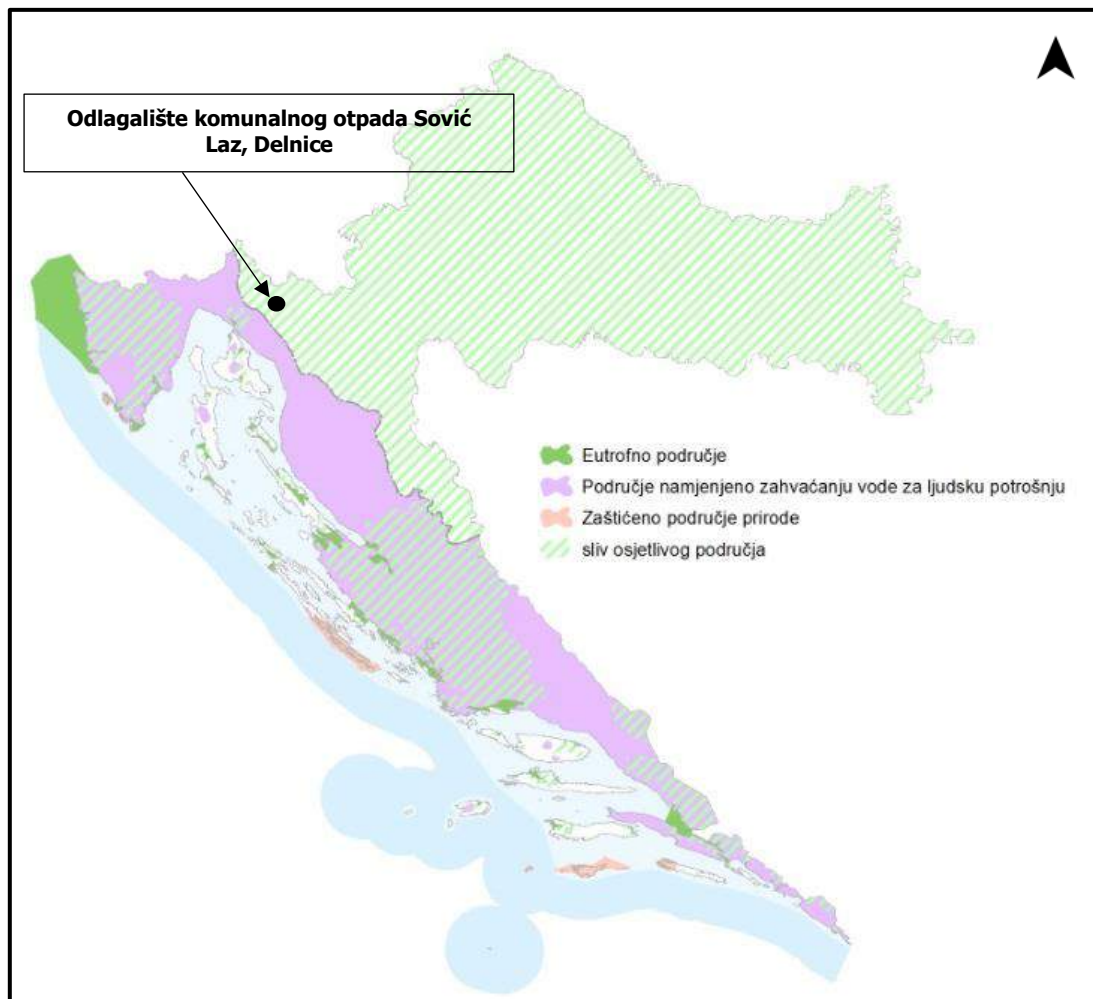 Odlagalište komunalnog otpada Sović
Laz, Delnice
Eutrofno područje
Područje namjenjeno zahvaćanju vode za ljudsku potrošnju
Zaštićeno područje prirode
sliv osjetlivog područja